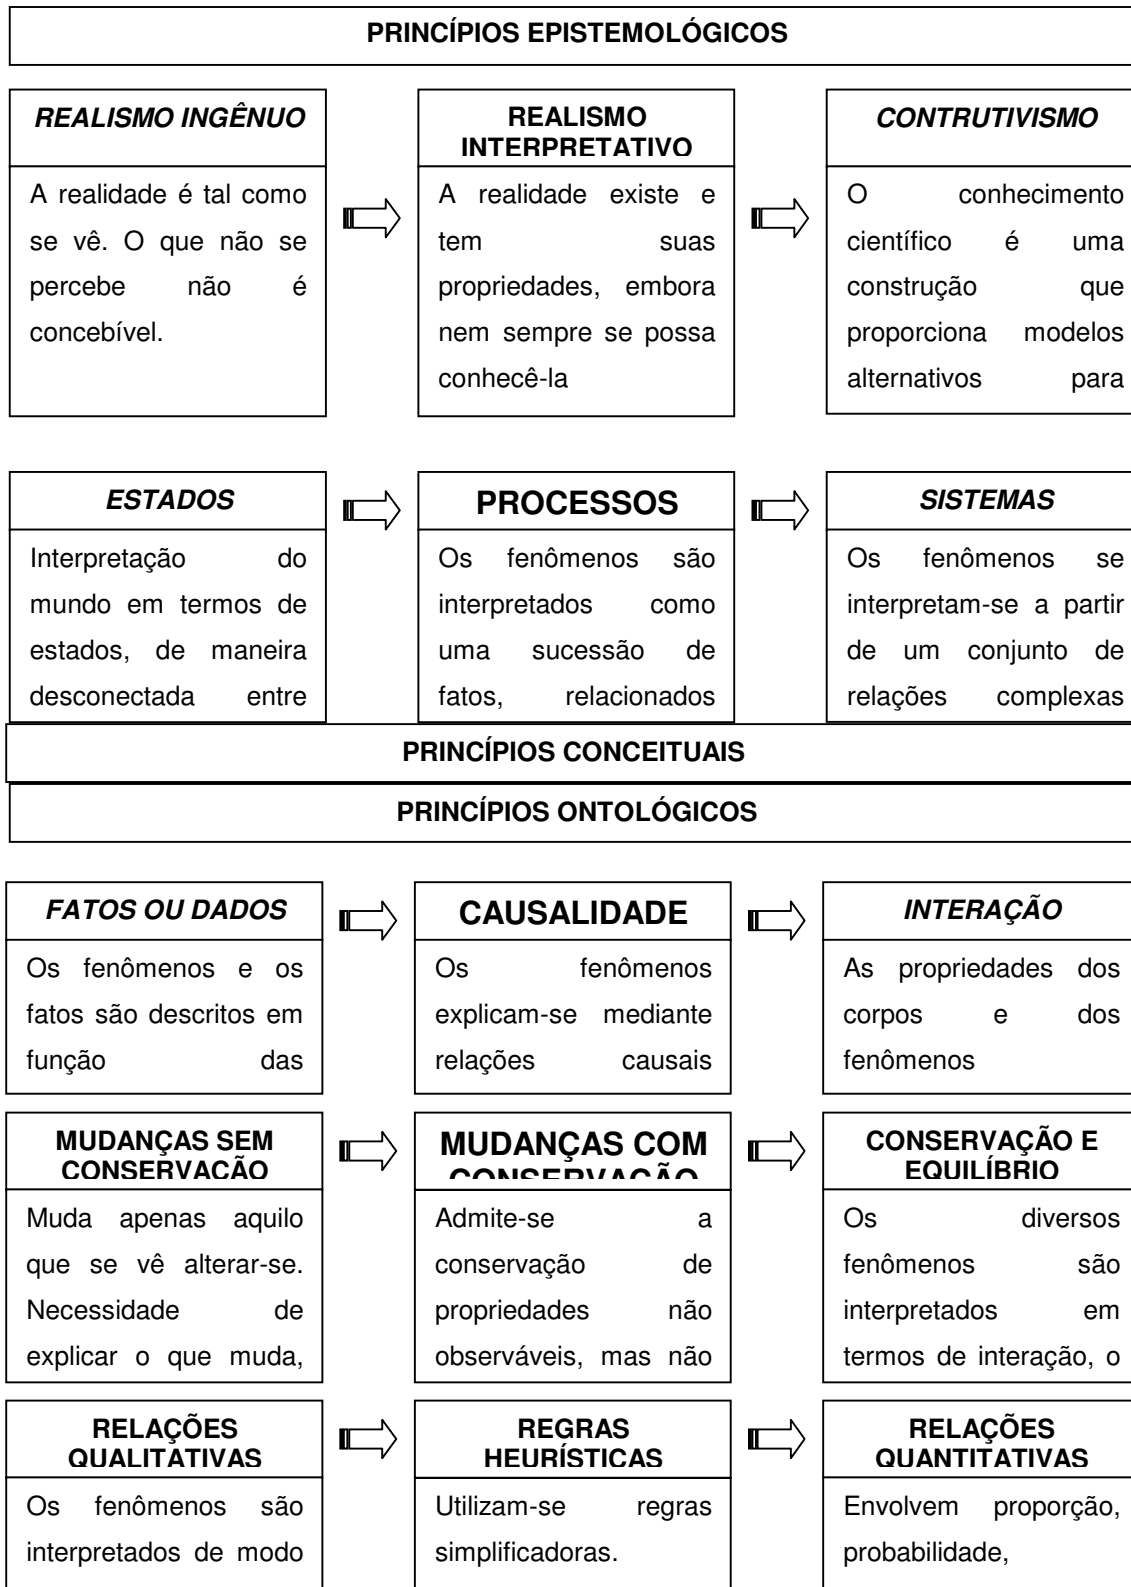 PRINCÍPIOS EPISTEMOLÓGICOS
REALISMO INGÊNUO
A realidade é tal como
se vê. O que não se
percebe não é
concebível.
REALISMO
INTERPRETATIVO
A realidade existe e
tem suas
propriedades, embora
nem sempre se possa
conhecê-la
CONTRUTIVISMO
O conhecimento
científico é uma
construção que
proporciona modelos
alternativos para
ESTADOS
Interpretação do
mundo em termos de
estados, de maneira
desconectada entre
PROCESSOS
Os fenômenos são
interpretados como
uma sucessão de
fatos, relacionados
SISTEMAS
Os fenômenos se
interpretam-se a partir
de um conjunto de
relações complexas
PRINCÍPIOS CONCEITUAIS
PRINCÍPIOS ONTOLÓGICOS
FATOS OU DADOS
Os fenômenos e os
fatos são descritos em
função das
CAUSALIDADE
Os fenômenos
explicam-se mediante
relações causais
INTERAÇÃO
As propriedades dos
corpos e dos
fenômenos
MUDANÇAS SEM
CONSERVAÇÃO
Muda apenas aquilo
que se vê alterar-se.
Necessidade de
explicar o que muda,
MUDANÇAS COM
CONSERVAÇÃO
Admite-se a
conservação de
propriedades não
observáveis, mas não
CONSERVAÇÃO E
EQUILÍBRIO
Os diversos
fenômenos são
interpretados em
termos de interação, o
RELAÇÕES
QUALITATIVAS
Os fenômenos são
interpretados de modo
REGRAS
HEURÍSTICAS
Utilizam-se regras
simplificadoras.
RELAÇÕES
QUANTITATIVAS
Envolvem proporção,
probabilidade,